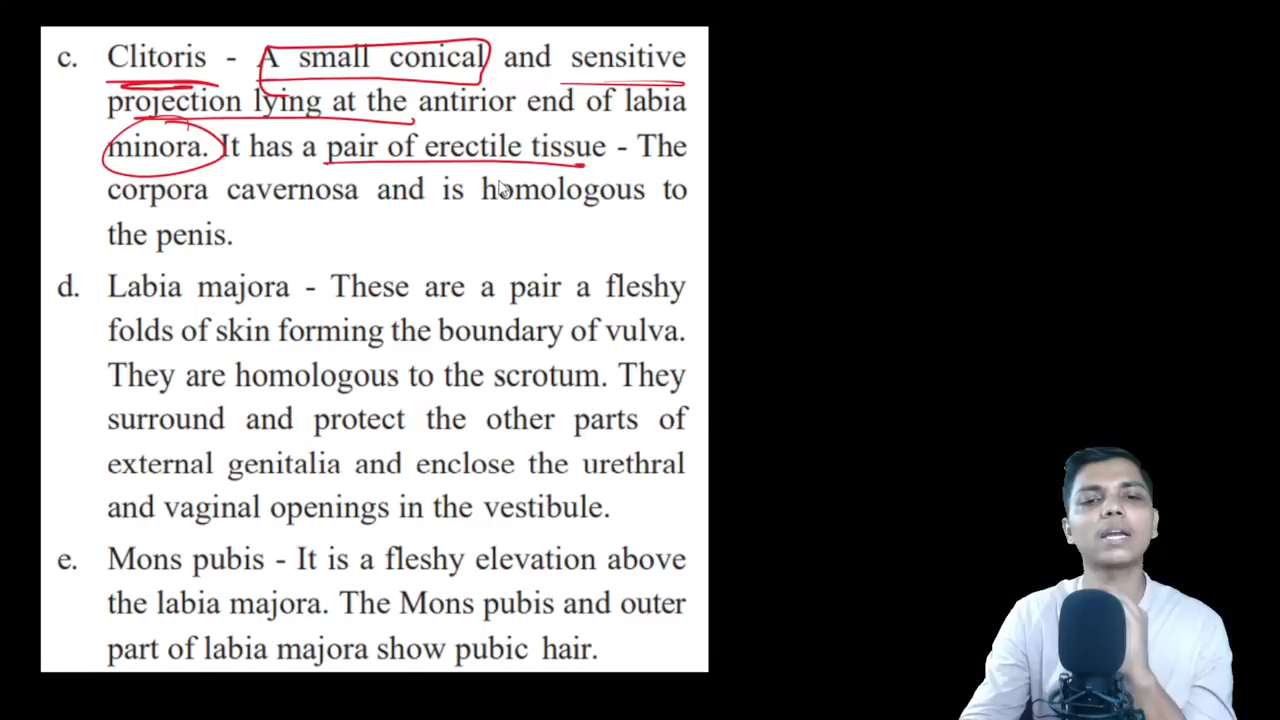 c. Clitoris - A small conical and sensitive
projection lying at the antirior end of labia
minora. It has a pair of erectile tissue - The
corpora cavernosa and is homologous to
the penis.
d. Labia majora - These are a pair a fleshy
folds of skin forming the boundary of vulva.
They are homologous to the scrotum. They
surround and protect the other parts of
external genitalia and enclose the urethral
and vaginal openings in the vestibule.
e. Mons pubis - It is a fleshy elevation above
the labia majora. The Mons pubis and outer
part of labia majora show pubic hair.